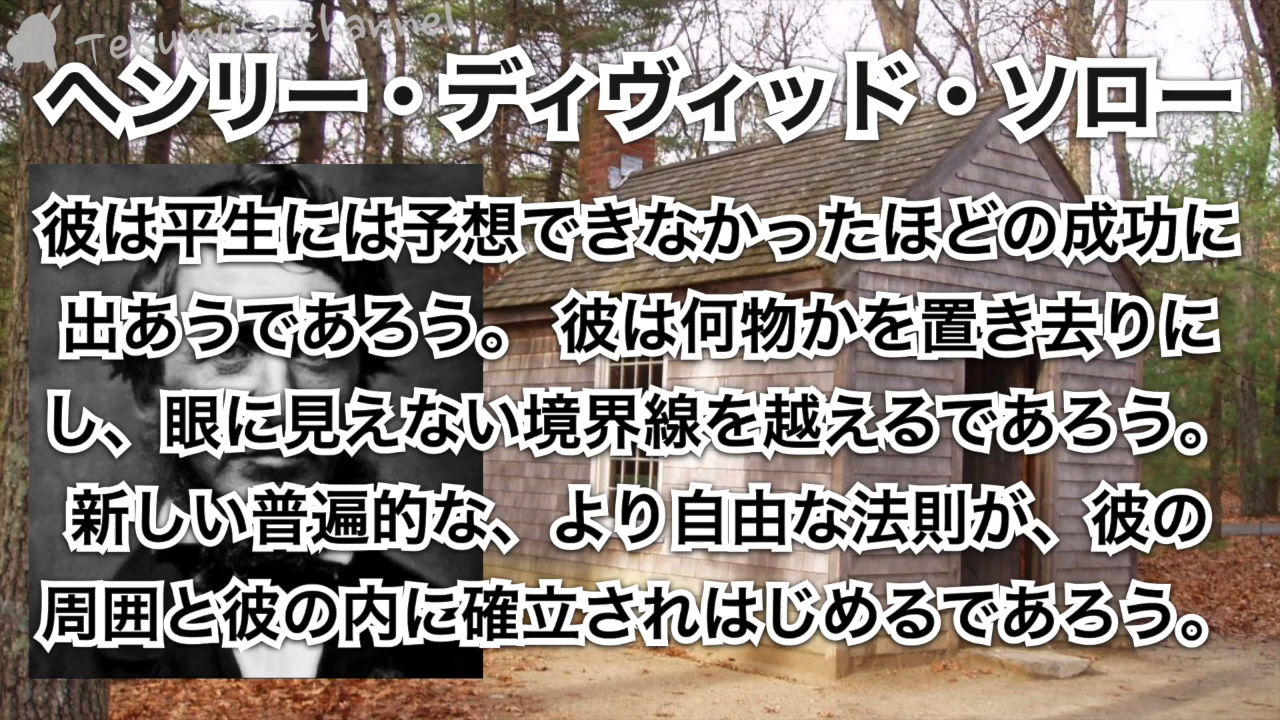 Tekumuse channel
ヘンリー・ディヴィッド・ソロー
彼は平生には予想できなかったほどの成功に
出あうであろう。 彼は何物かを置き去りに
し、眼に見えない境界線を越えるであろう。
新しい普遍的な、より自由な法則が、彼の
周囲と彼の内に確立されはじめるであろう。